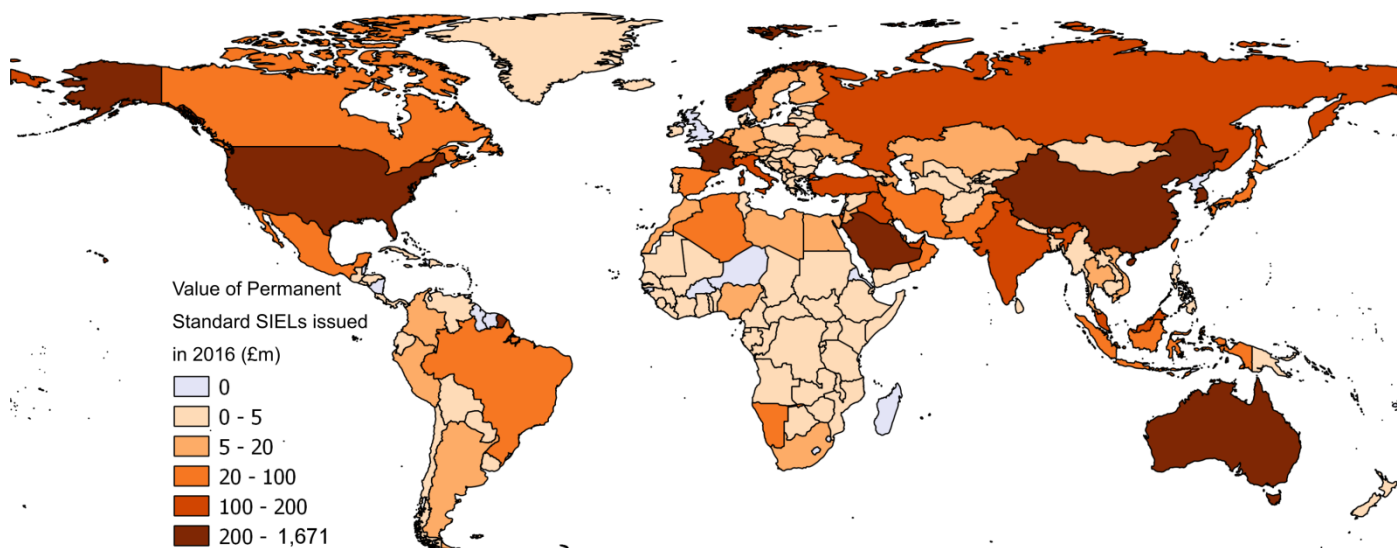 Value of Permanent
Standard SIELs issued
in 2016 (£m)
0
0 - 5
5 - 20
20 - 100
100 - 200
200 - 1,671